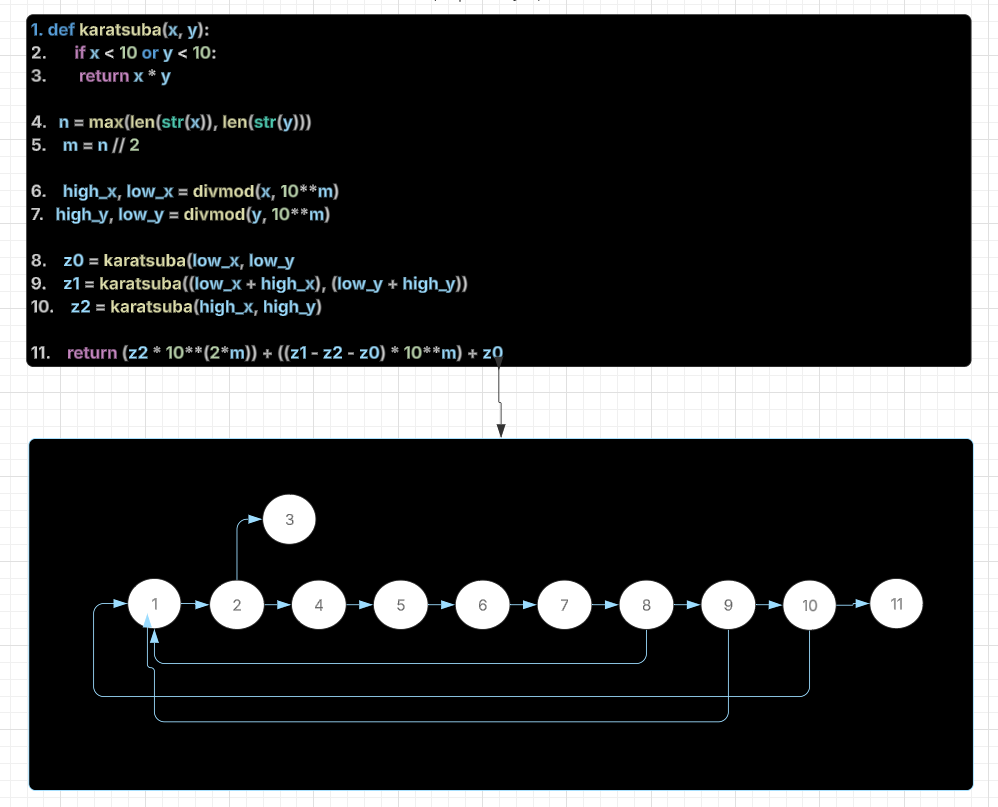 1. def karatsuba(x, y):
2. if x < 10 or y < 10:
3. return x * y
4. n = max(len(str(x)), len(str(y)))
5. m = n // 2
6. high_x, low_x = divmod(x, 10**m)
7. high_y, low_y = divmod(y, 10**m)
8. z0 = karatsuba(low_x, low_y
9. z1 = karatsuba((low_x + high_x), (low_y + high_y))
10. z2 = karatsuba(high_x, high_y)
11. return (z2 * 10**(2*m)) + ((z1 - z2 - z0) * 10**m) + z0
3
1 2 4 5 6 7 8 9 10 11